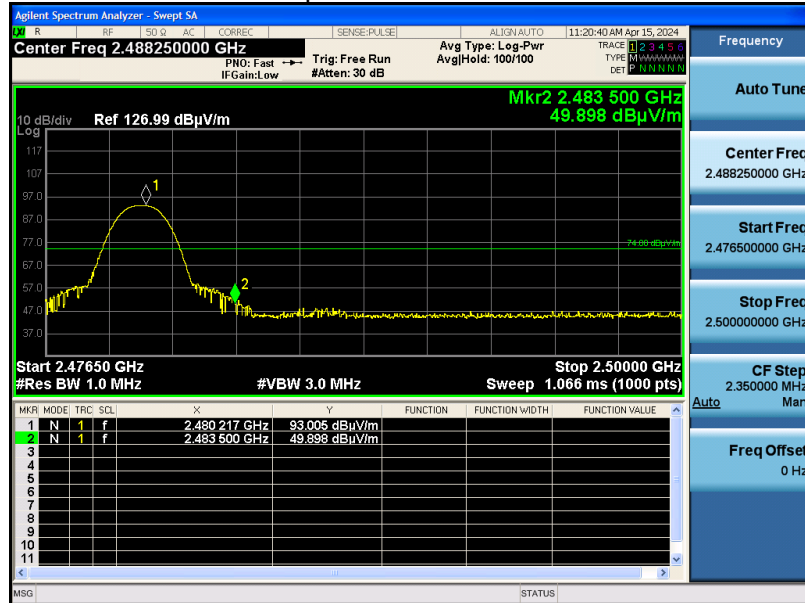 Agilent Spectrum Analyzer - Swept SA
LXI R RF 50 Ω AC CORREC SENSE:PULSE ALIGN AUTO 11:20:40 AM Apr 15, 2024
Center Freq 2.488250000 GHz
PNO: Fast
IFGain:Low
Trig: Free Run
#Atten: 30 dB
Avg Type: Log-Pwr
Avg|Hold: 100/100
TRACE 1 2 3 4 5 6
TYPE M W W W W W
DET P N N N N N
Mkr2 2.483 500 GHz
49.898 dBµV/m
10 dB/div Ref 126.99 dBµV/m
Log
117
107
97.0
87.0
77.0
67.0
57.0
47.0
37.0
1
2
74.00 dBµV/m
Start 2.47650 GHz Stop 2.50000 GHz
#Res BW 1.0 MHz #VBW 3.0 MHz Sweep 1.066 ms (1000 pts)
MKR MODE TRC SCL X Y FUNCTION FUNCTION WIDTH FUNCTION VALUE
1 N 1 f 2.480 217 GHz 93.005 dBµV/m
2 N 1 f 2.483 500 GHz 49.898 dBµV/m
3
4
5
6
7
8
9
10
11
MSG STATUS
Frequency
Auto Tune
Center Freq
2.488250000 GHz
Start Freq
2.476500000 GHz
Stop Freq
2.500000000 GHz
CF Step
2.350000 MHz
Auto Man
Freq Offset
0 Hz